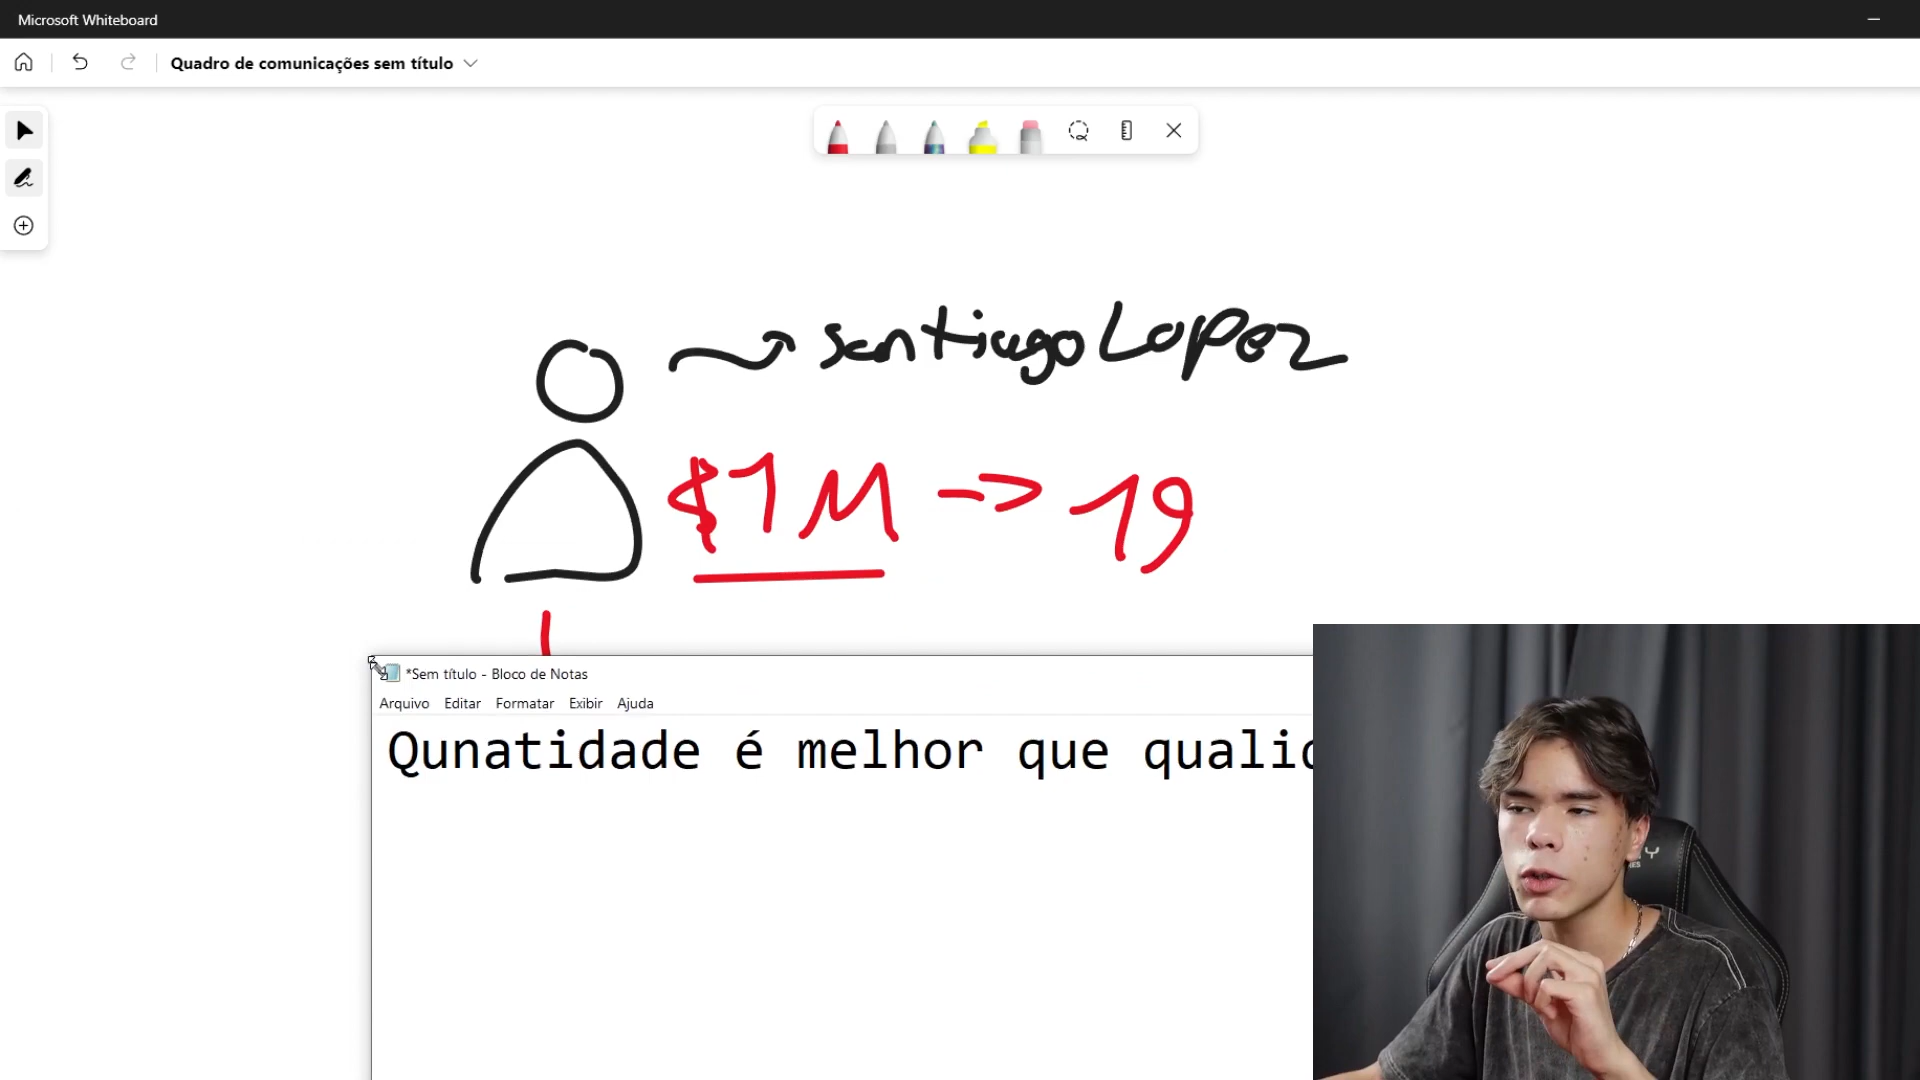 Microsoft Whiteboard
Quadro de comunicações sem título
santiago Lopez
$1M -> 19
*Sem título - Bloco de Notas
Arquivo Editar Formatar Exibir Ajuda
Qunatidade é melhor que qualid